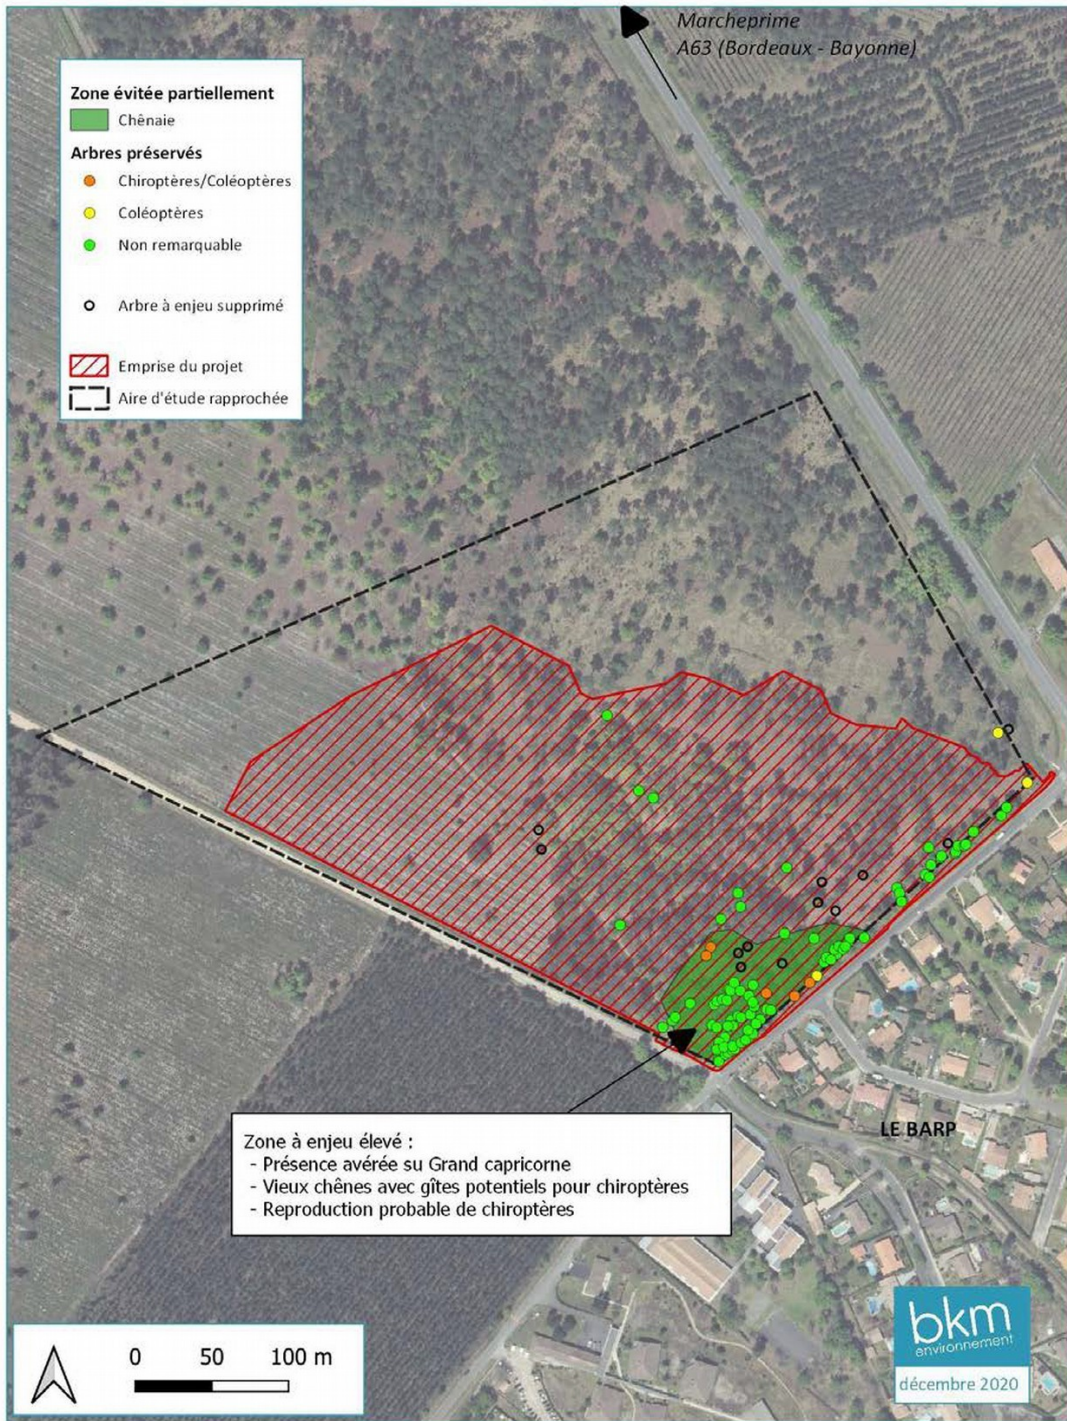 Marcheprime
A63 (Bordeaux - Bayonne)
Zone évitée partiellement
Chênaie
Arbres préservés
Chiroptères/Coléoptères
Coléoptères
Non remarquable
Arbre à enjeu supprimé
Emprise du projet
Aire d'étude rapprochée
LE BARP
Zone à enjeu élevé :
- Présence avérée su Grand capricorne
- Vieux chênes avec gîtes potentiels pour chiroptères
- Reproduction probable de chiroptères
0 50 100 m
bkm
environnement
décembre 2020